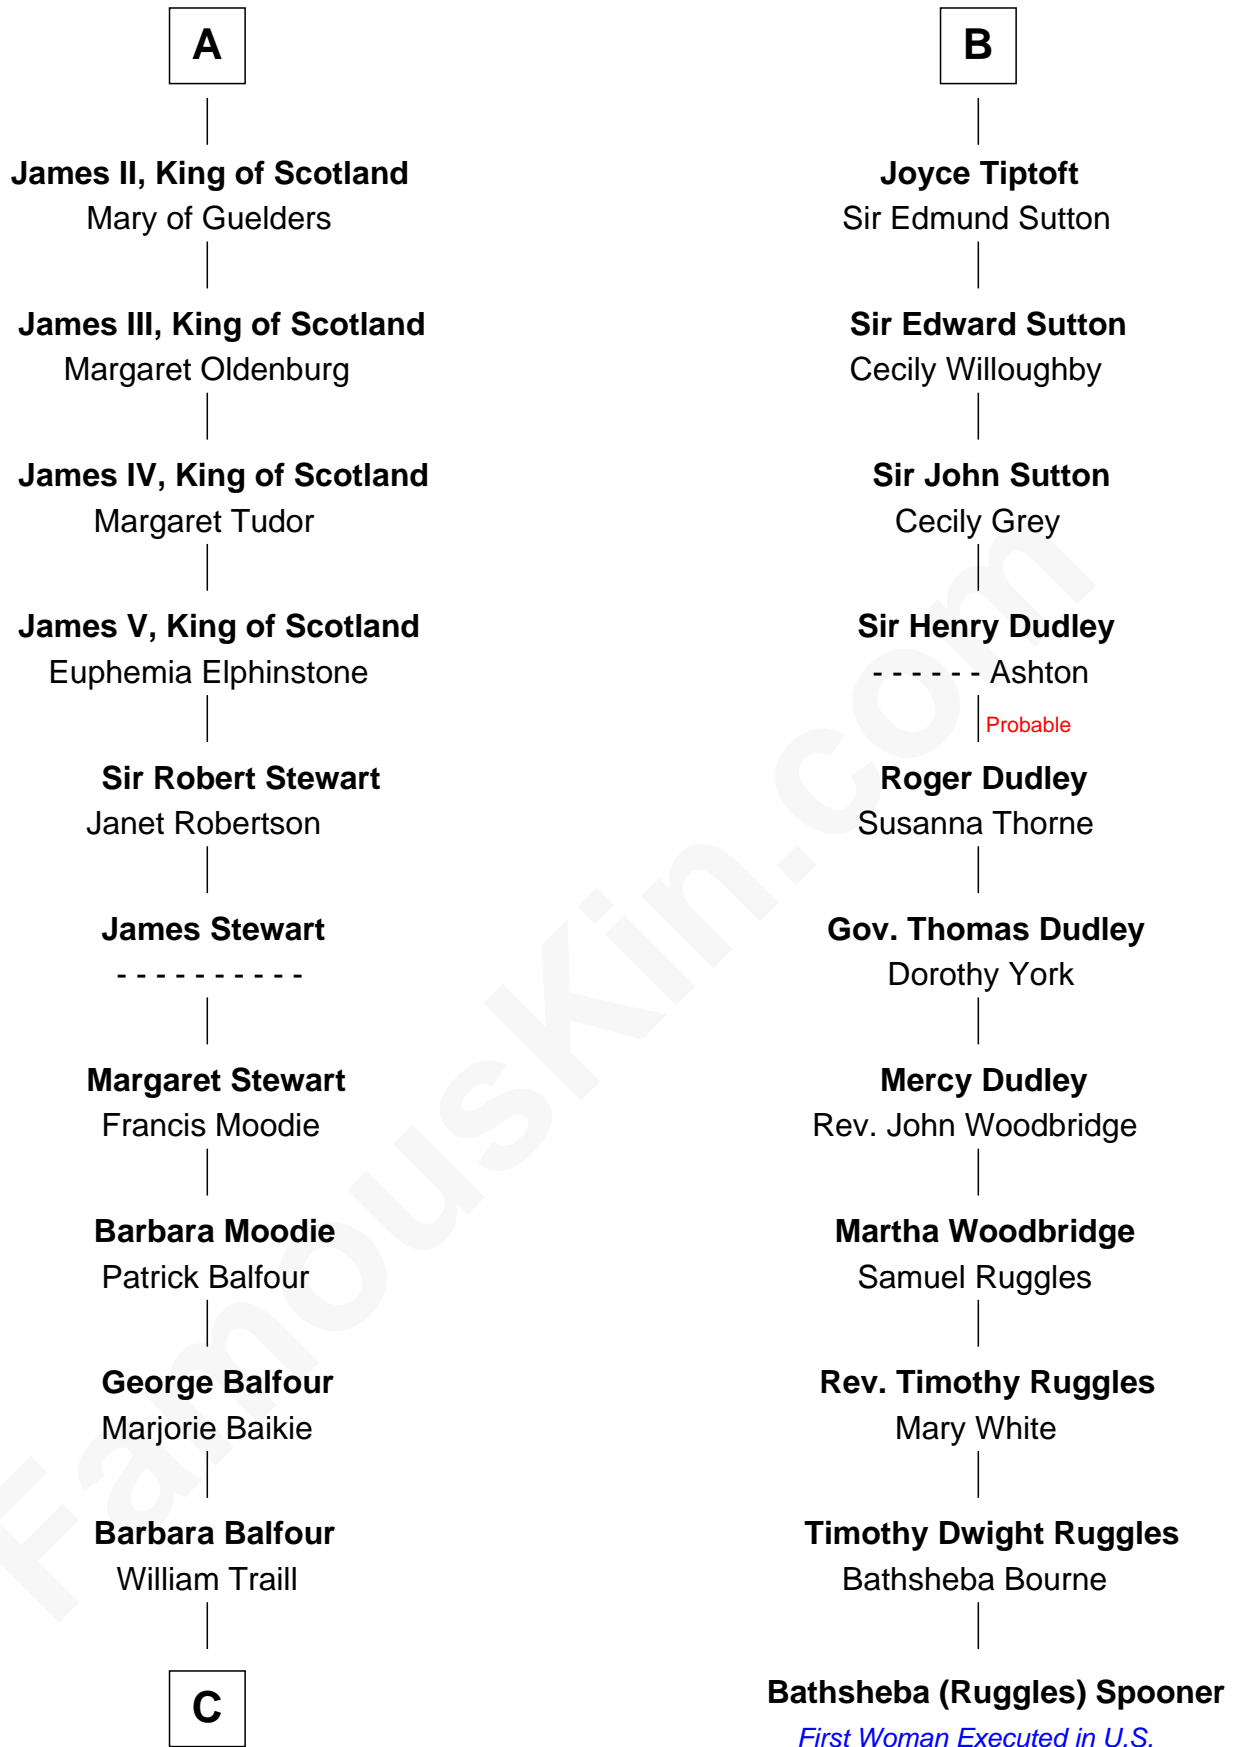 A
James II, King of Scotland
Mary of Guelders
James III, King of Scotland
Margaret Oldenburg
James IV, King of Scotland
Margaret Tudor
James V, King of Scotland
Euphemia Elphinstone
Sir Robert Stewart
Janet Robertson
James Stewart
- - - - - - - - - -
Margaret Stewart
Francis Moodie
Barbara Moodie
Patrick Balfour
George Balfour
Marjorie Baikie
Barbara Balfour
William Traill
C
B
Joyce Tiptoft
Sir Edmund Sutton
Sir Edward Sutton
Cecily Willoughby
Sir John Sutton
Cecily Grey
Sir Henry Dudley
- - - - - - Ashton
Probable
Roger Dudley
Susanna Thorne
Gov. Thomas Dudley
Dorothy York
Mercy Dudley
Rev. John Woodbridge
Martha Woodbridge
Samuel Ruggles
Rev. Timothy Ruggles
Mary White
Timothy Dwight Ruggles
Bathsheba Bourne
Bathsheba (Ruggles) Spooner
First Woman Executed in U.S.
FamousKin.com